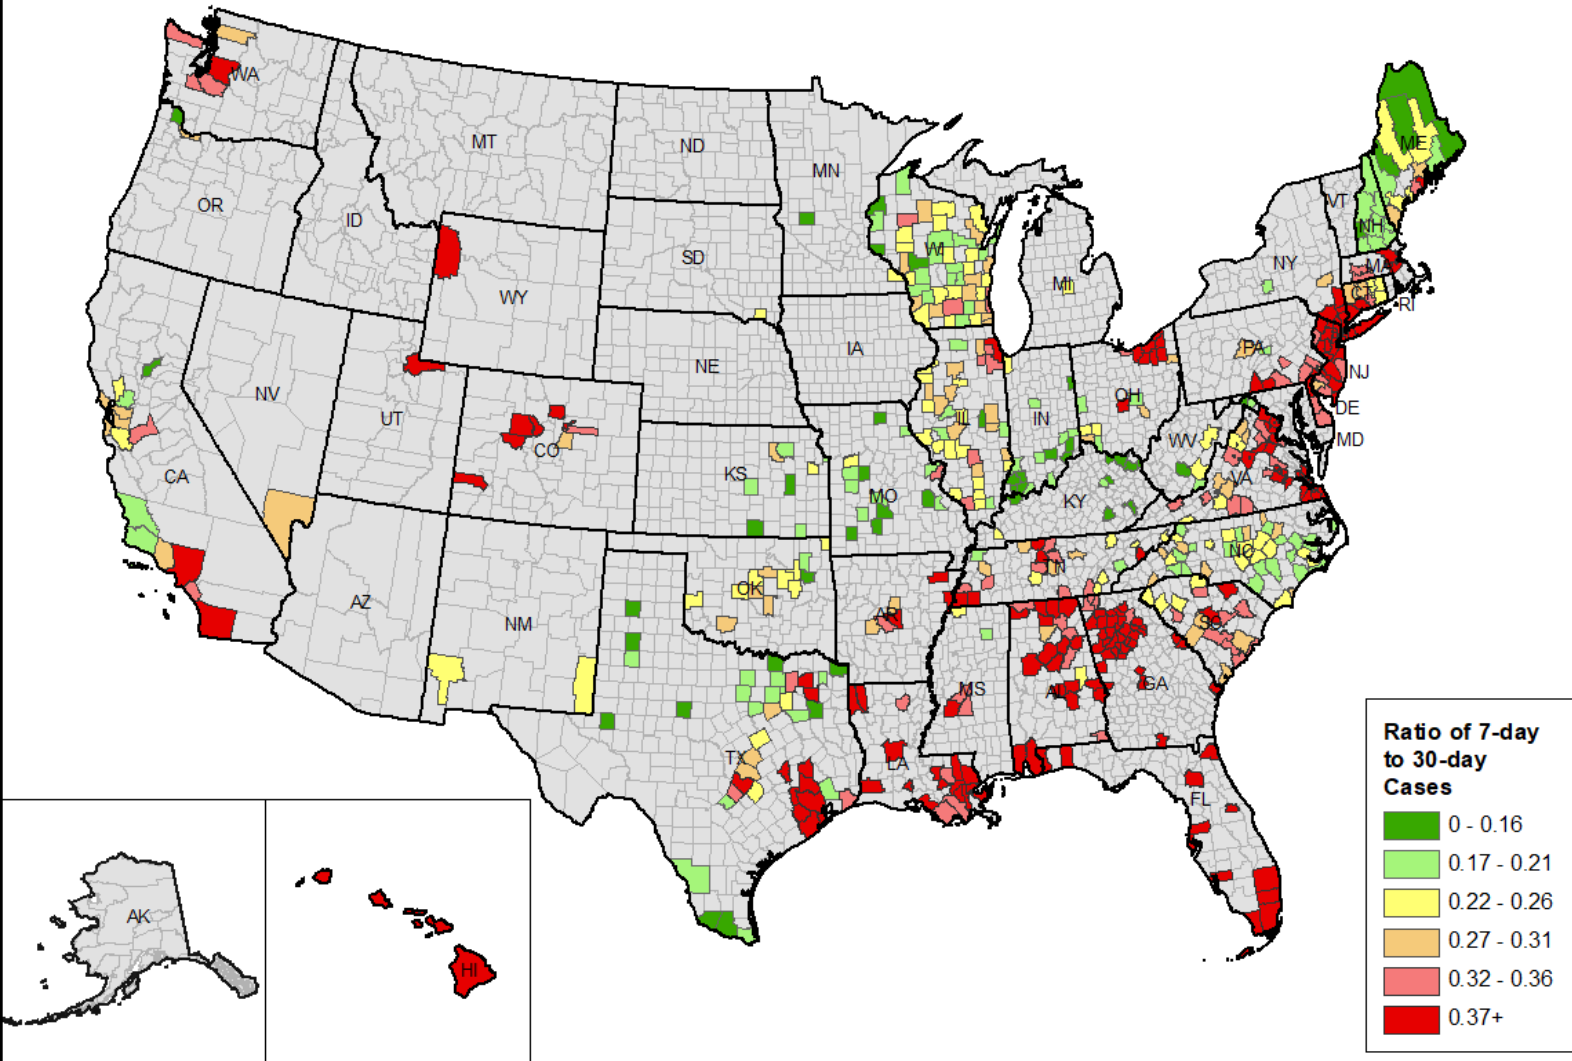 WA
MT
ND
MN
ME
OR
ID
SD
WI
VT
NH
NY
MA
WY
MI
CT
RI
IA
PA
NE
NJ
NV
UT
OH
DE
IL
IN
MD
CO
WV
CA
KS
MO
VA
KY
NC
OK
TN
AZ
AR
NM
SC
MS
AL
GA
TX
LA
FL
AK
HI
Ratio of 7-day
to 30-day
Cases
0 - 0.16
0.17 - 0.21
0.22 - 0.26
0.27 - 0.31
0.32 - 0.36
0.37+